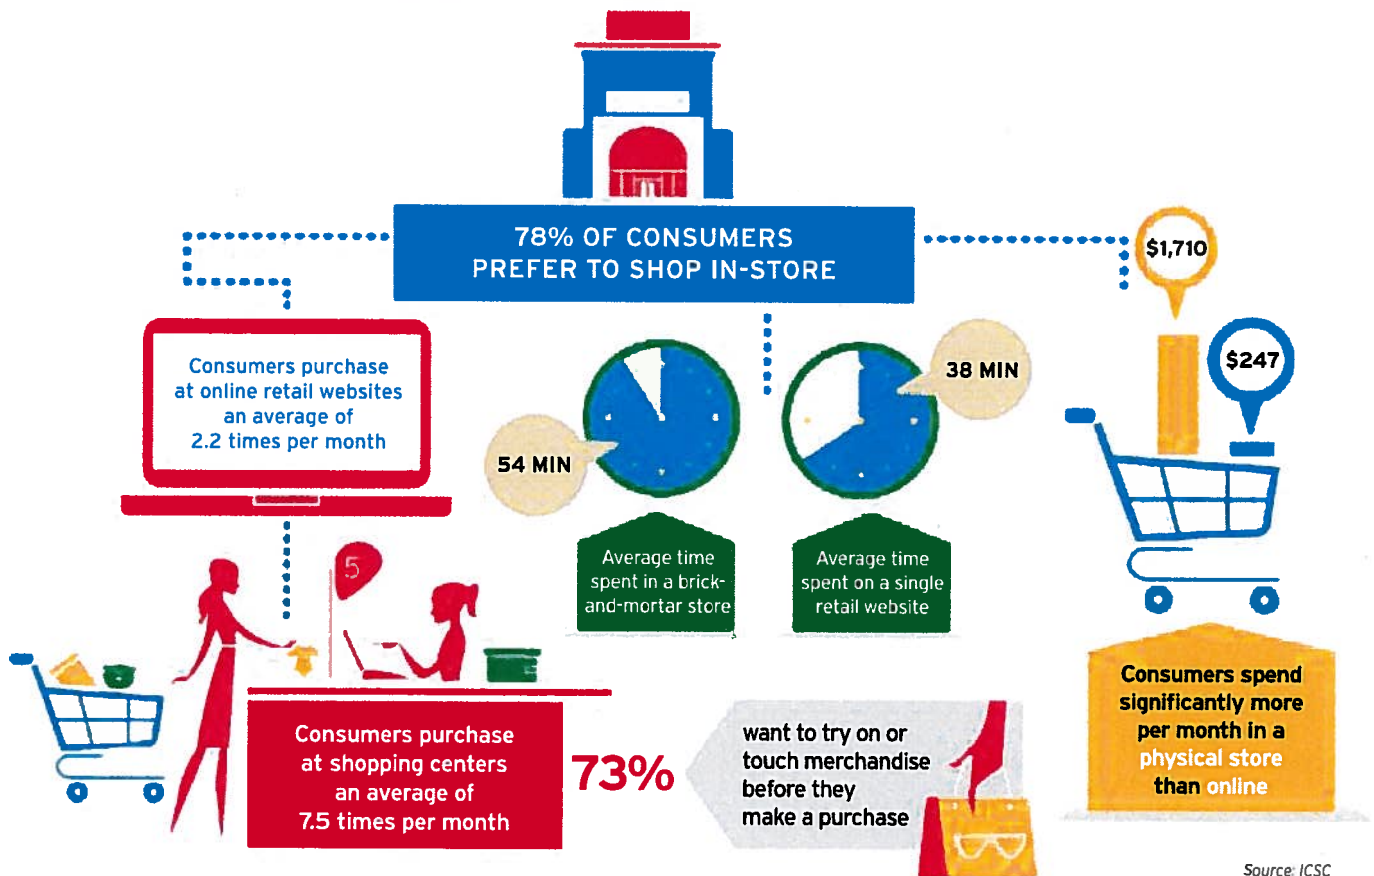 78% OF CONSUMERS
PREFER TO SHOP IN-STORE
Consumers purchase
at online retail websites
an average of
2.2 times per month
54 MIN
38 MIN
Average time
spent in a brick-
and-mortar store
Average time
spent on a single
retail website
$1,710
$247
Consumers spend
significantly more
per month in a
physical store
than online
5
Consumers purchase
at shopping centers
an average of
7.5 times per month
73%
want to try on or
touch merchandise
before they
make a purchase
Source: ICSC